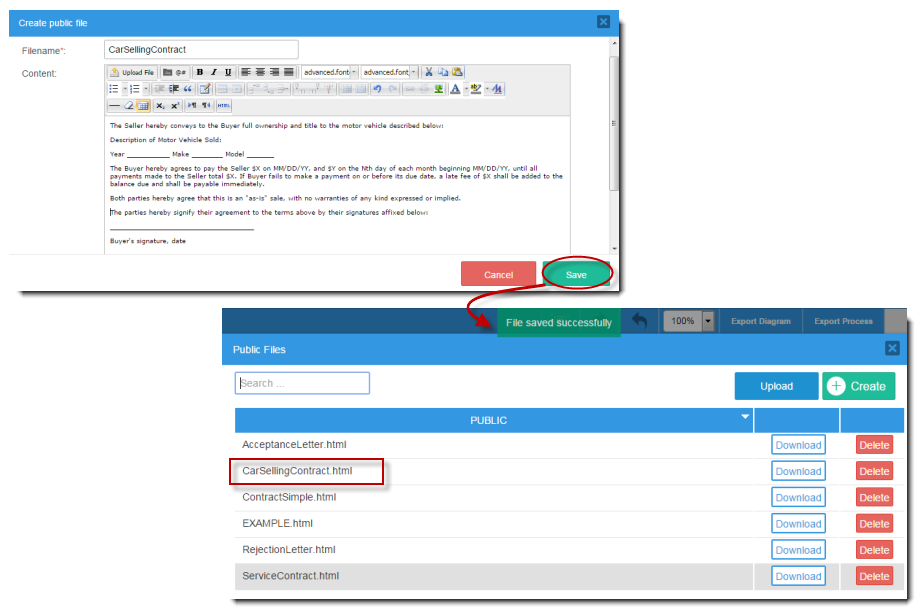 Create public file
Filename*:
CarSellingContract
Content:
Upload File @# B I U advanced.font advanced.font
HTML
The Seller hereby conveys to the Buyer full ownership and title to the motor vehicle described below:
Description of Motor Vehicle Sold:
Year ____________ Make ________ Model _______
The Buyer hereby agrees to pay the Seller $X on MM/DD/YY, and $Y on the Nth day of each month beginning MM/DD/YY, until all
payments made to the Seller total $X. If Buyer fails to make a payment on or before its due date, a late fee of $X shall be added to the
balance due and shall be payable immediately.
Both parties hereby agree that this is an "as-is" sale, with no warranties of any kind expressed or implied.
The parties hereby signify their agreement to the terms above by their signatures affixed below:
Buyer's signature, date
Cancel
Save
File saved successfully
100%
Export Diagram
Export Process
Public Files
Search ...
Upload
Create
PUBLIC
AcceptanceLetter.html Download Delete
CarSellingContract.html Download Delete
ContractSimple.html Download Delete
EXAMPLE.html Download Delete
RejectionLetter.html Download Delete
ServiceContract.html Download Delete